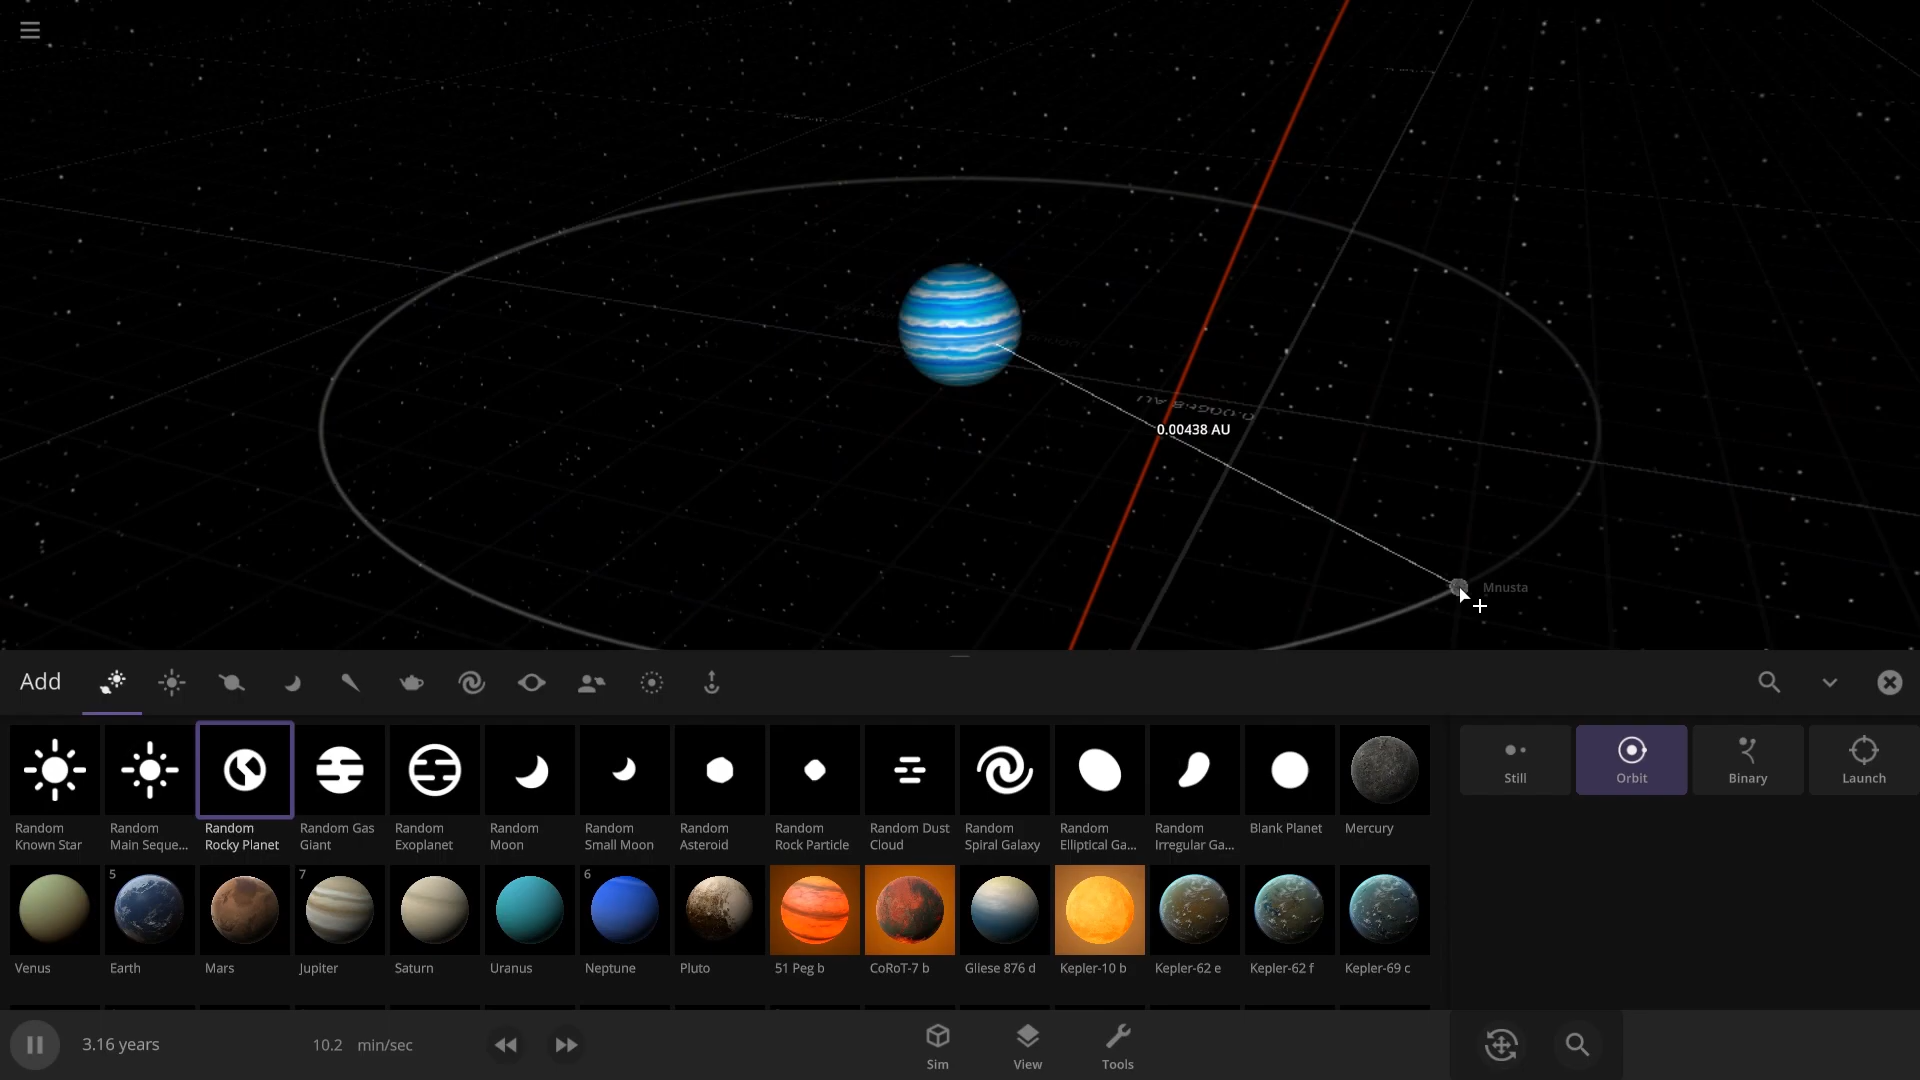 0.00438 AU
Mnusta
Add
Still
Orbit
Binary
Launch
Random
Known Star
Random
Main Seque...
Random
Rocky Planet
Random Gas
Giant
Random
Exoplanet
Random
Moon
Random
Small Moon
Random
Asteroid
Random
Rock Particle
Random Dust
Cloud
Random
Spiral Galaxy
Random
Elliptical Ga...
Random
Irregular Ga...
Blank Planet
Mercury
5
7
6
Venus
Earth
Mars
Jupiter
Saturn
Uranus
Neptune
Pluto
51 Peg b
CoRoT-7 b
Gliese 876 d
Kepler-10 b
Kepler-62 e
Kepler-62 f
Kepler-69 c
3.16 years
10.2 min/sec
Sim
View
Tools